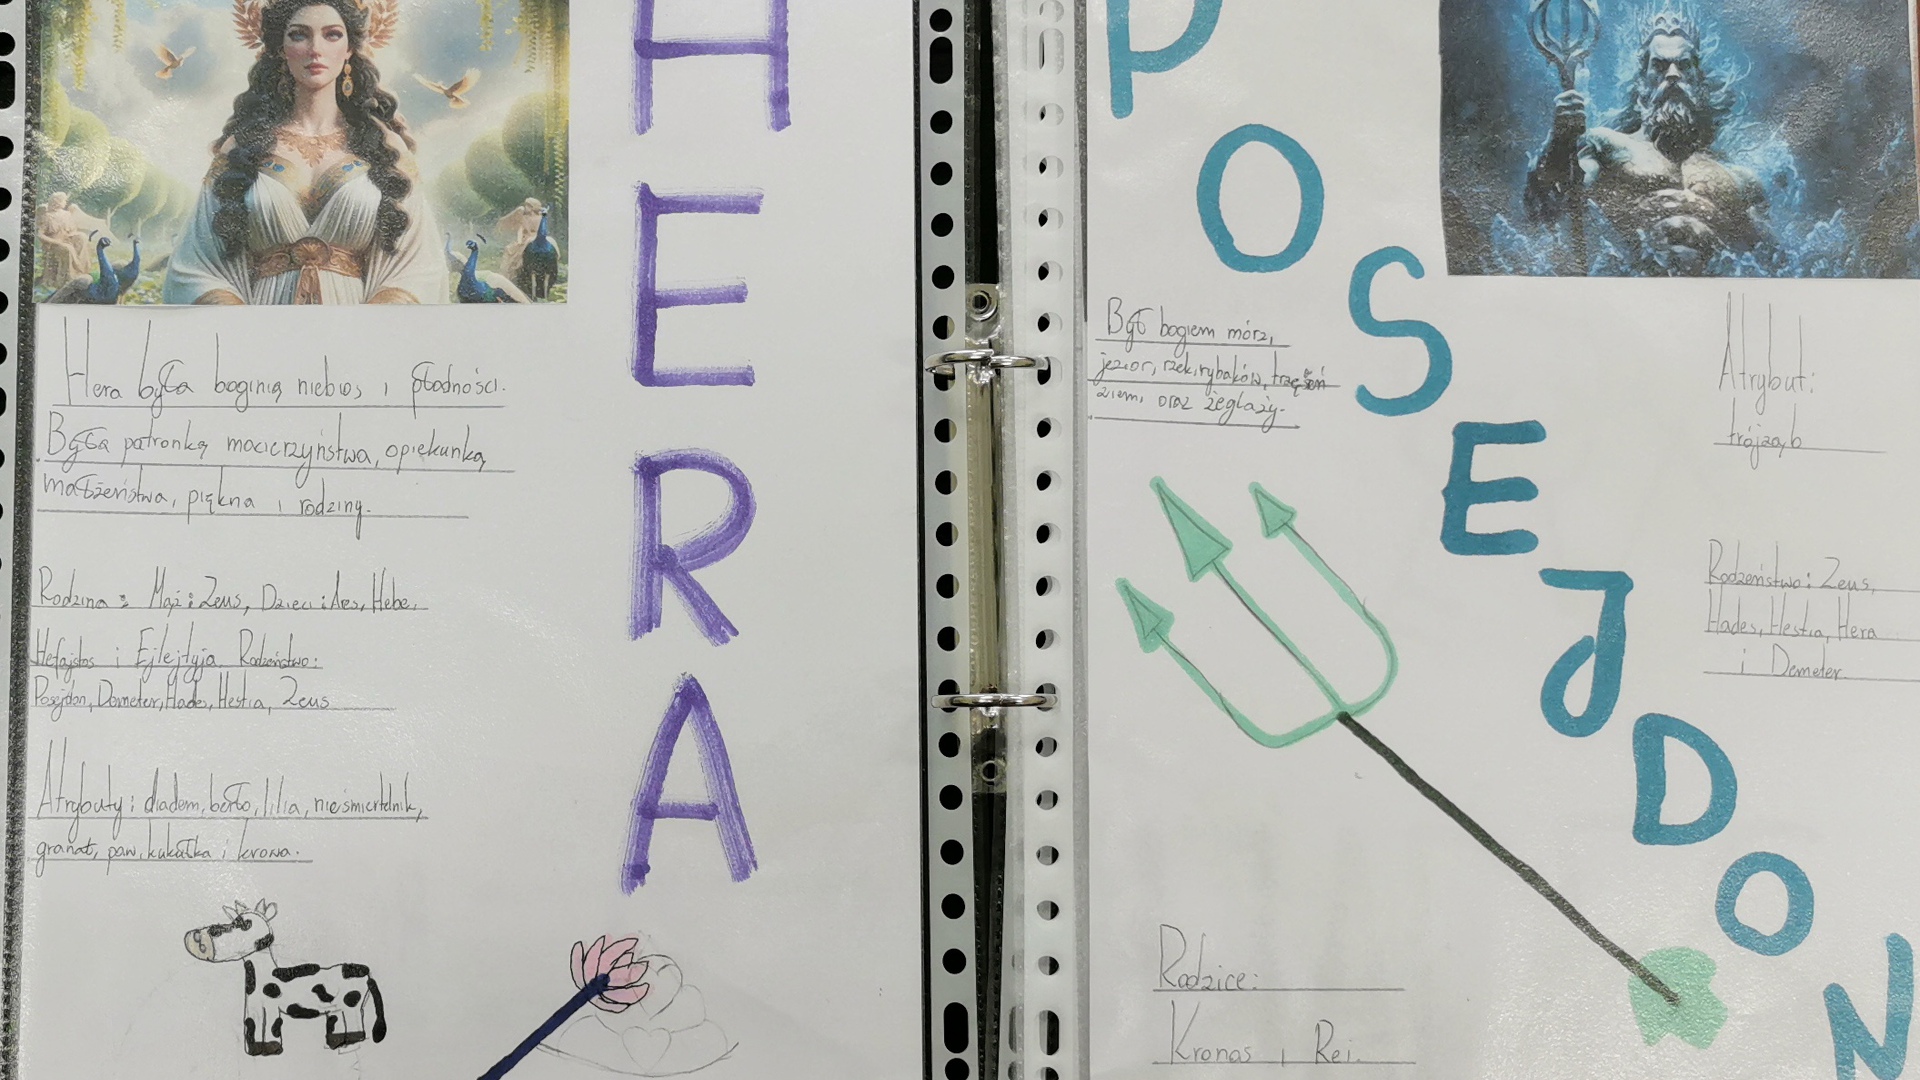 HERA
Hera była boginią niebios i płodności.
Była patronką macierzyństwa, opiekunką
małżeństwa, piękna i rodziny.
Rodzina: Mąż: Zeus, Dzieci: Ares, Hebe,
Hefajstos i Ejlejtyja. Rodzeństwo:
Posejdon, Demeter, Hades, Hestia, Zeus
Atrybuty: diadem, berło, lilia, nieśmiertelnik,
granat, paw, kukułka i krowa.
POSEJDON
Był bogiem mórz,
jezior, rzek, rybaków, trzęsień
ziemi oraz żeglarzy.
Atrybut:
trójząb
Rodzeństwo: Zeus,
Hades, Hestia, Hera
i Demeter.
Rodzice:
Kronos i Rei.